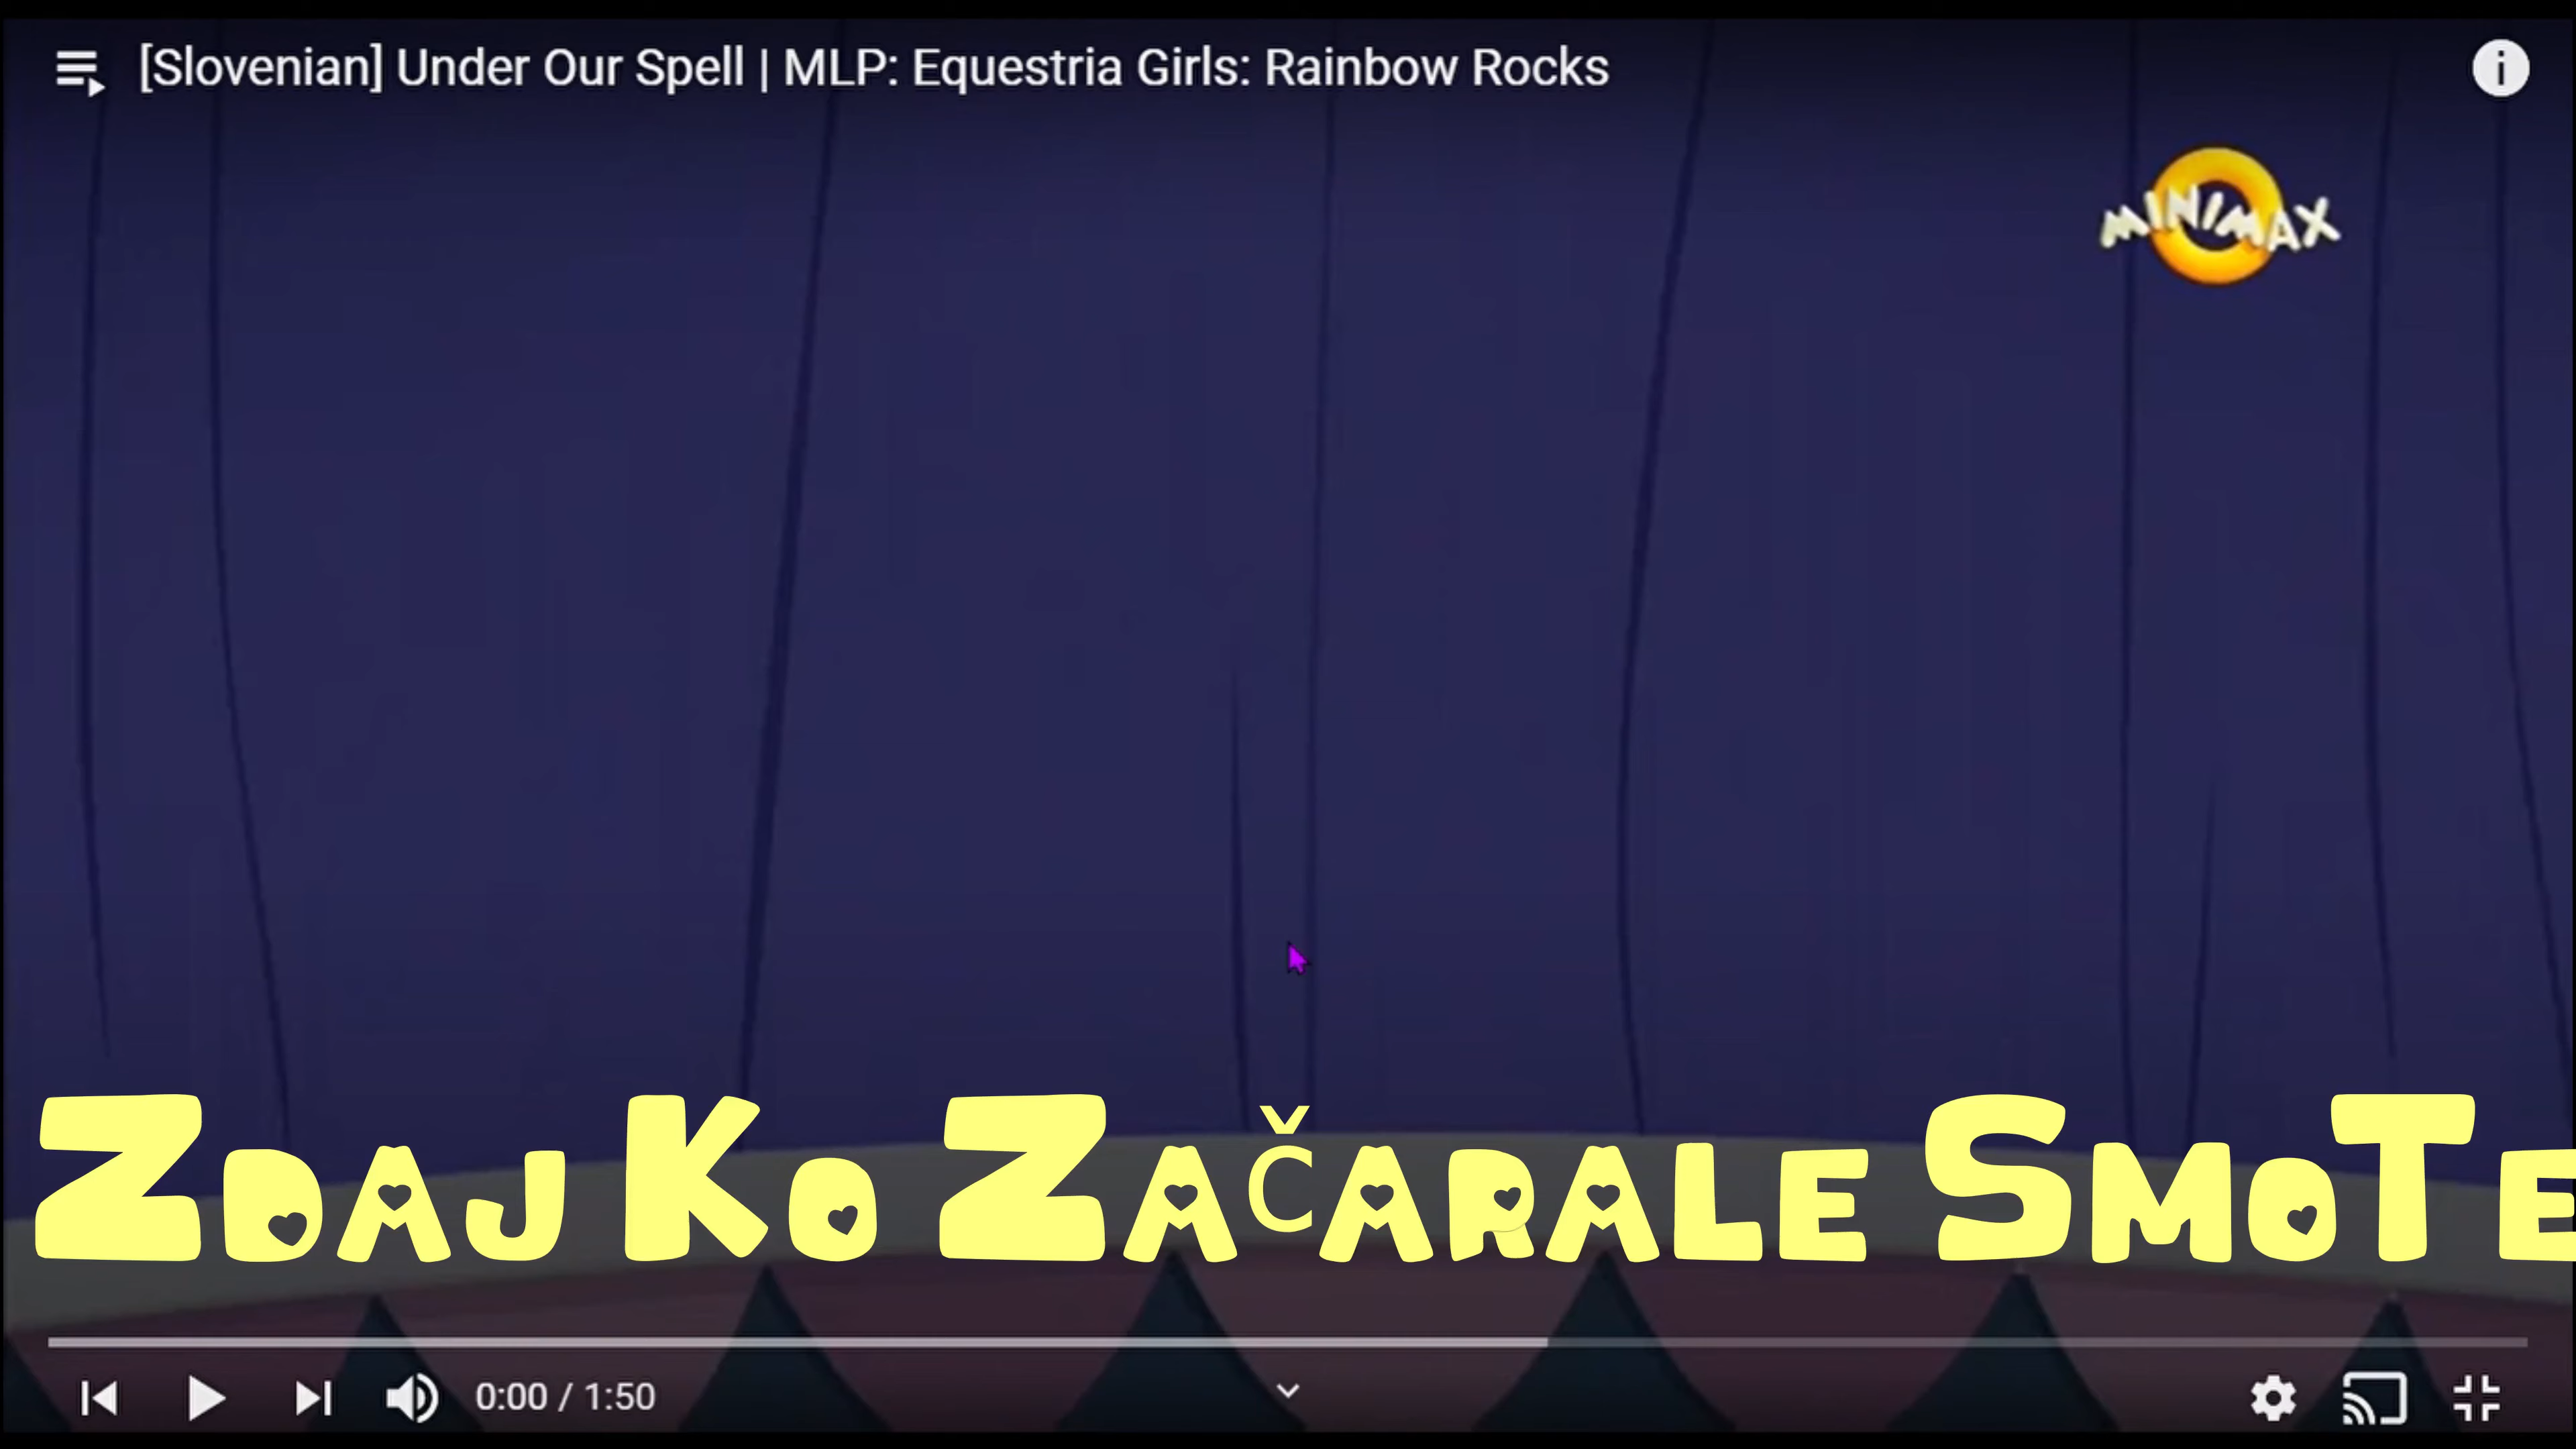 [Slovenian] Under Our Spell | MLP: Equestria Girls: Rainbow Rocks
MINIMAX
Zdaj Ko Začarale SmoTe
0:00 / 1:50